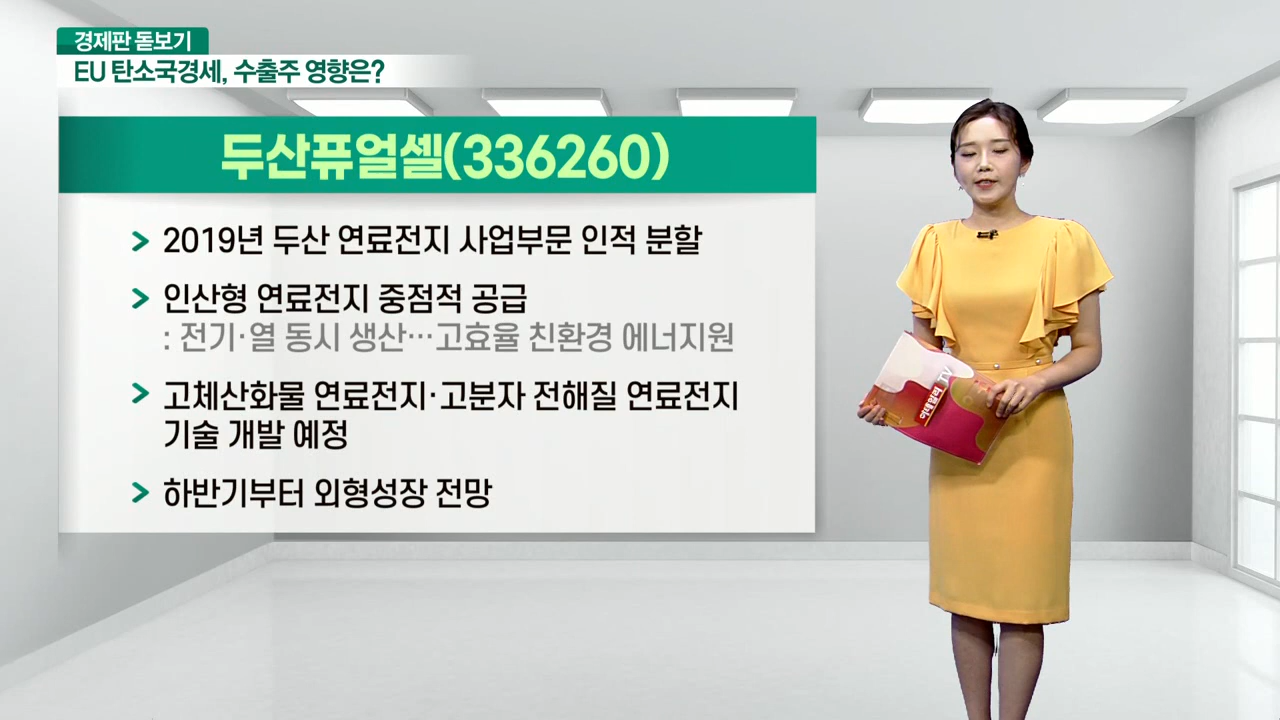 경제판 돋보기
EU 탄소국경세, 수출주 영향은?
두산퓨얼셀(336260)
> 2019년 두산 연료전지 사업부문 인적 분할
> 인산형 연료전지 중점적 공급
: 전기·열 동시 생산…고효율 친환경 에너지원
> 고체산화물 연료전지·고분자 전해질 연료전지
기술 개발 예정
> 하반기부터 외형성장 전망
이데일리 TV